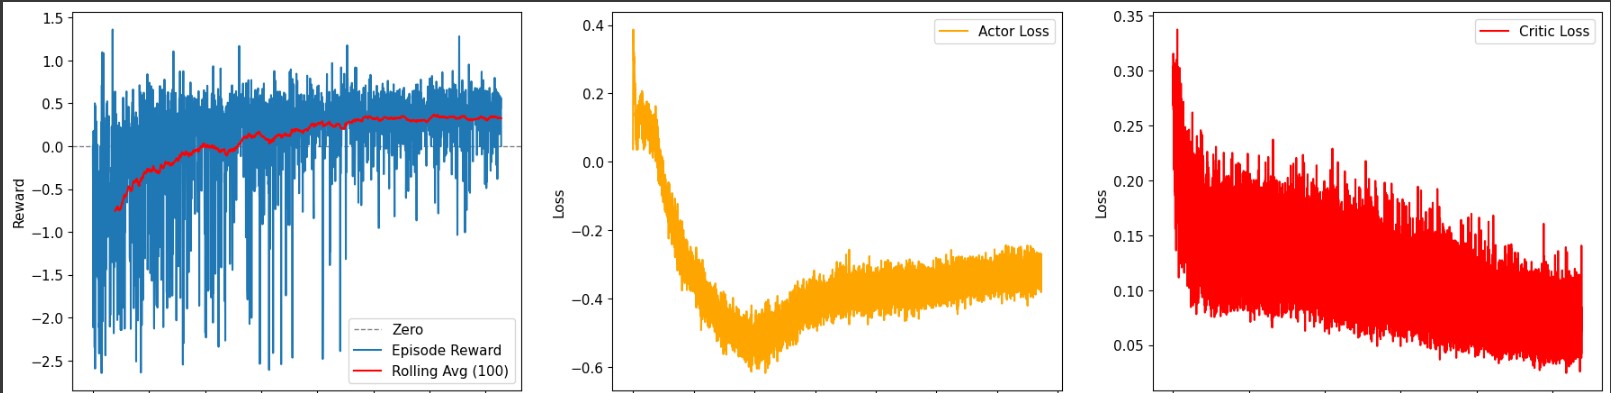 1.5
1.0
0.5
0.0
−0.5
−1.0
−1.5
−2.0
−2.5
Reward
Zero
Episode Reward
Rolling Avg (100)
0.4
0.2
0.0
−0.2
−0.4
−0.6
Loss
Actor Loss
0.35
0.30
0.25
0.20
0.15
0.10
0.05
Loss
Critic Loss